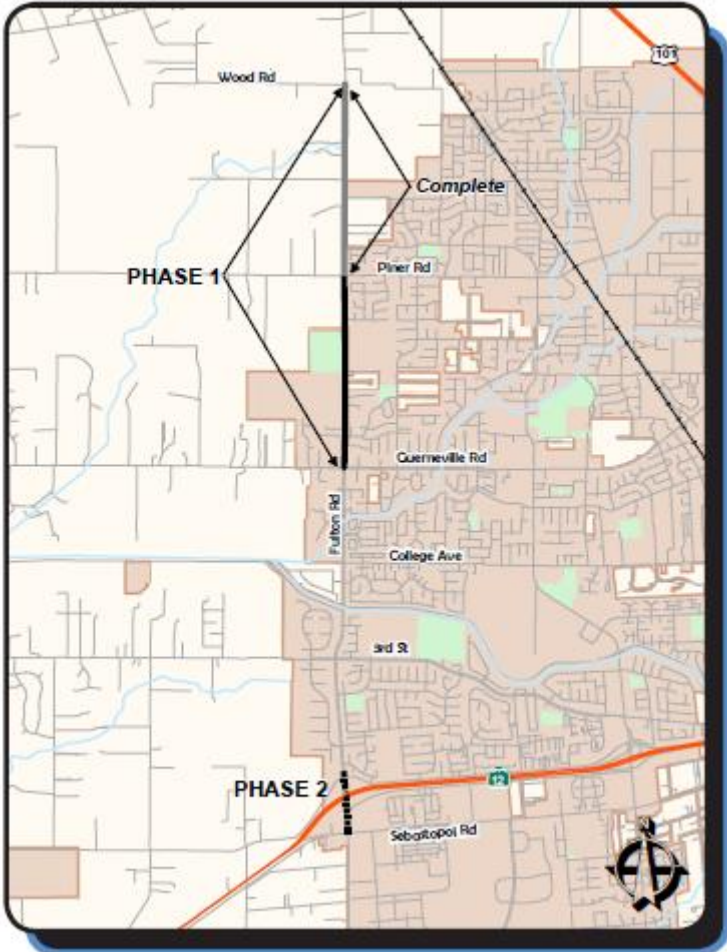 101
Wood Rd
Complete
PHASE 1
Piner Rd
Guerneville Rd
Fulton Rd
College Ave
3rd St
PHASE 2
12
Sebastopol Rd
N